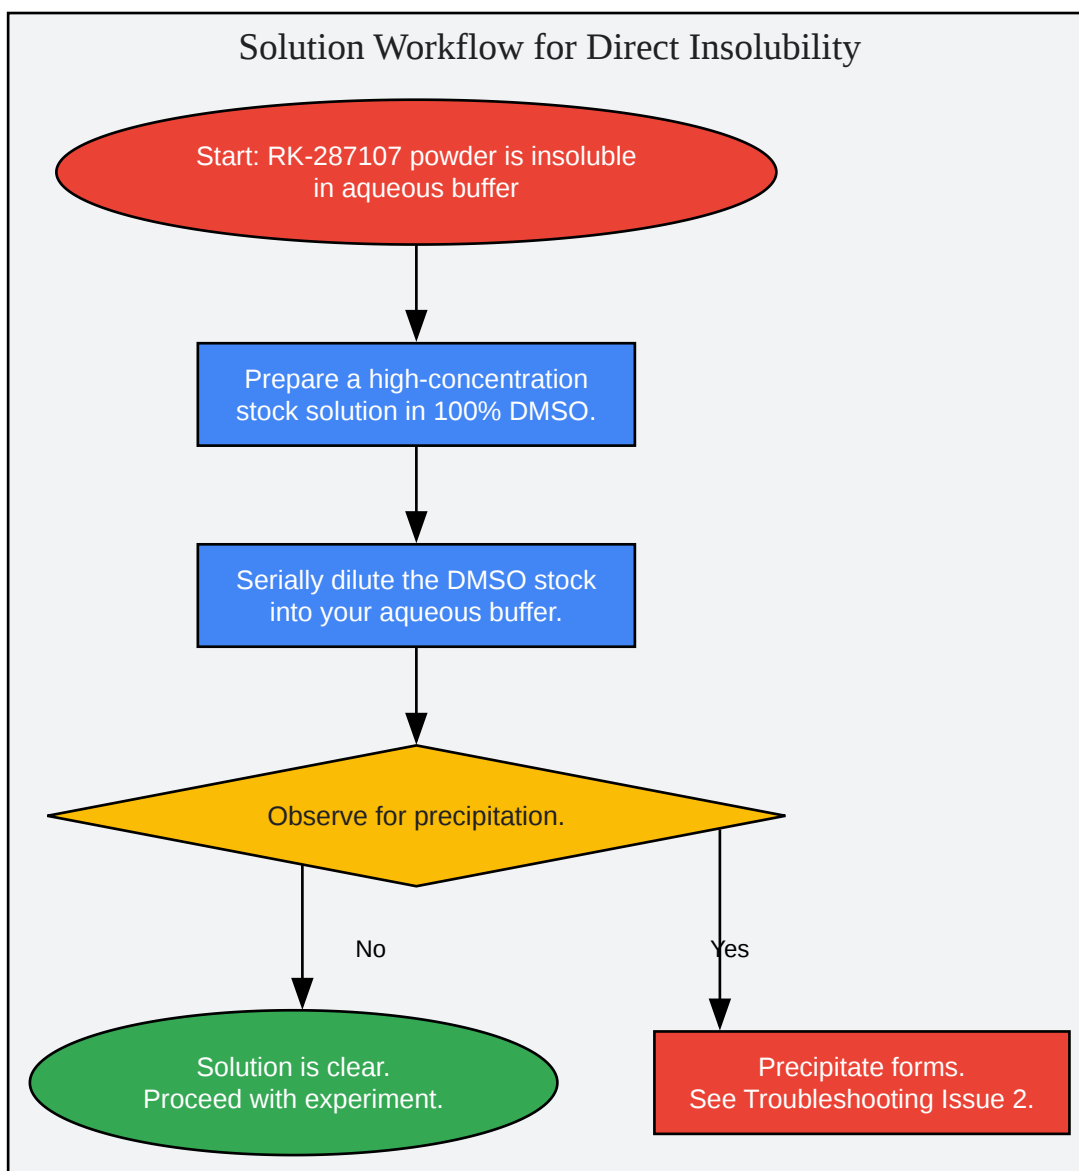 Solution Workflow for Direct Insolubility
Start: RK-287107 powder is insoluble
in aqueous buffer
Prepare a high-concentration
stock solution in 100% DMSO.
Serially dilute the DMSO stock
into your aqueous buffer.
Observe for precipitation.
No
Yes
Solution is clear.
Proceed with experiment.
Precipitate forms.
See Troubleshooting Issue 2.